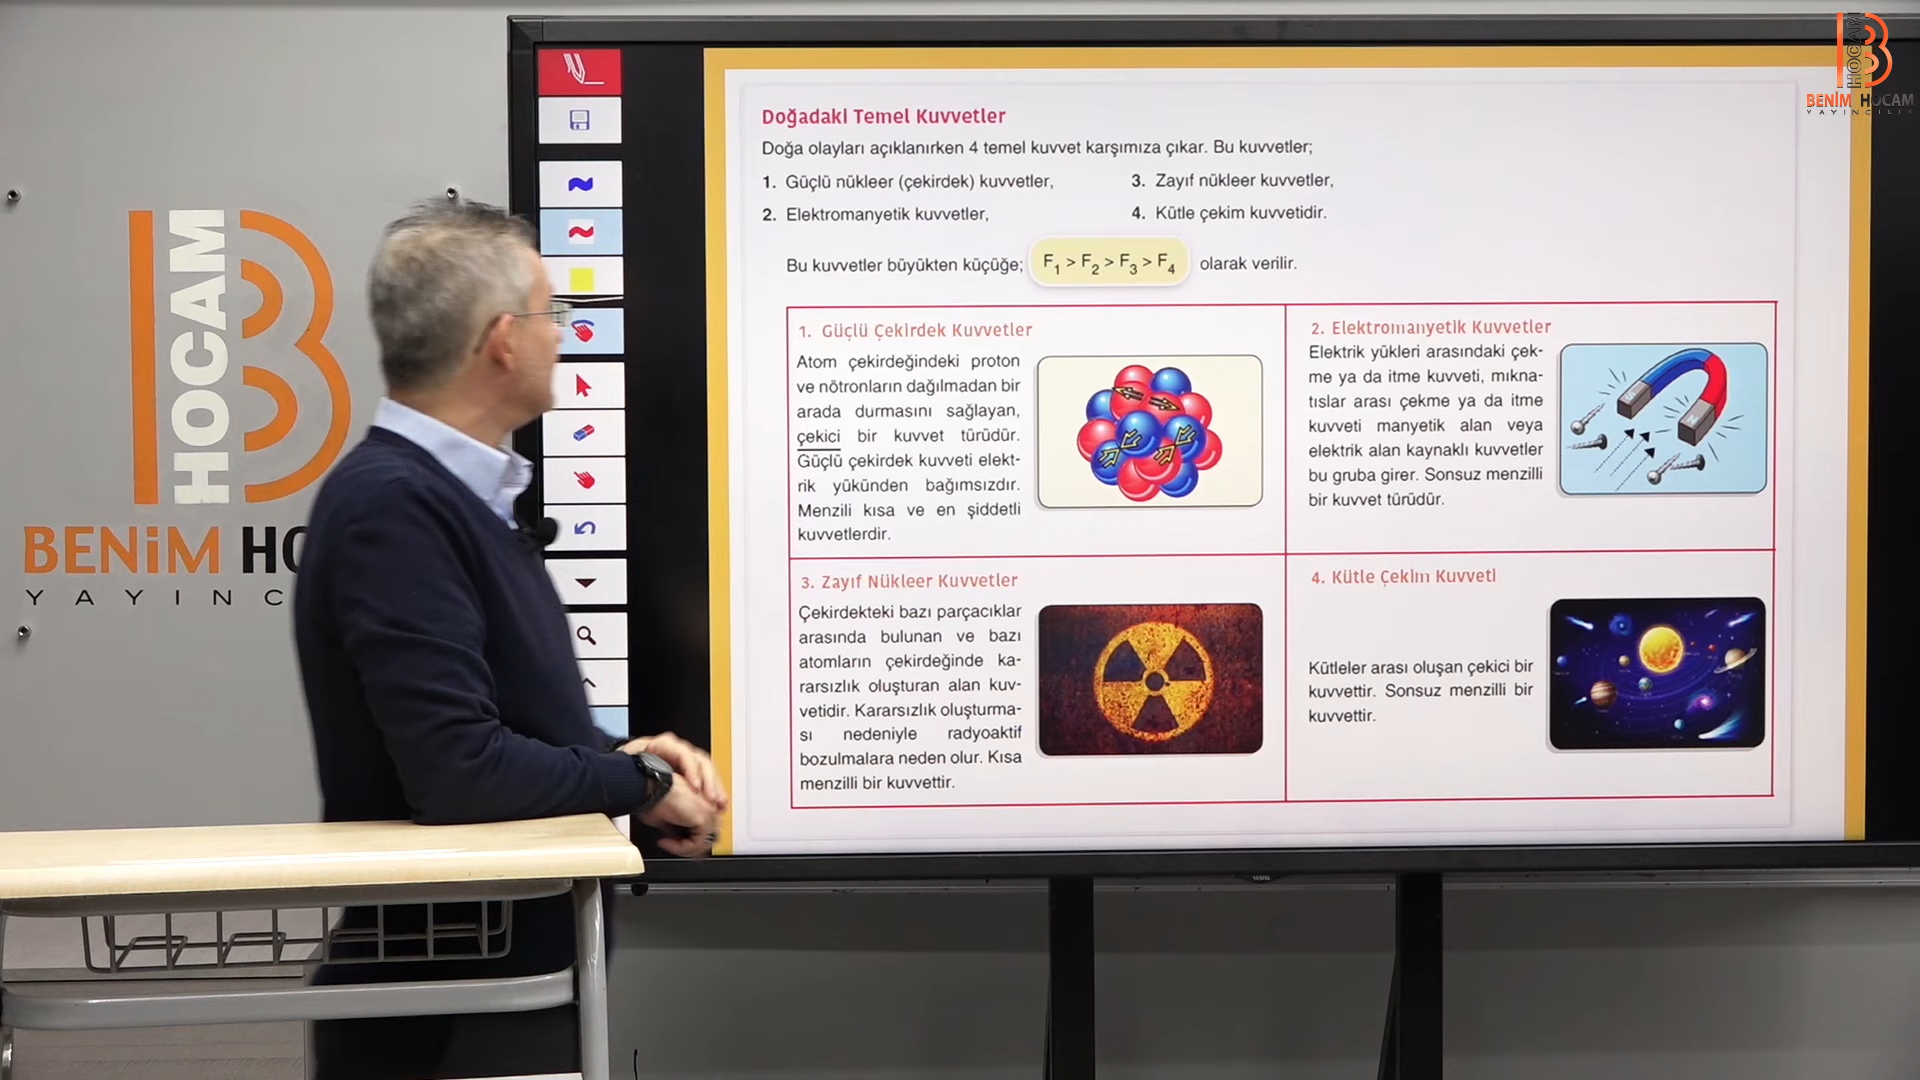 HOCAM
BENİM HOCAM
YAYINCILIK
HOCAM
BENİM HO
YAYINC
Doğadaki Temel Kuvvetler
Doğa olayları açıklanırken 4 temel kuvvet karşımıza çıkar. Bu kuvvetler;
1. Güçlü nükleer (çekirdek) kuvvetler,
3. Zayıf nükleer kuvvetler,
2. Elektromanyetik kuvvetler,
4. Kütle çekim kuvvetidir.
Bu kuvvetler büyükten küçüğe; F₁ > F₂ > F₃ > F₄ olarak verilir.
1. Güçlü Çekirdek Kuvvetler
Atom çekirdeğindeki proton
ve nötronların dağılmadan bir
arada durmasını sağlayan,
çekici bir kuvvet türüdür.
Güçlü çekirdek kuvveti elekt-
rik yükünden bağımsızdır.
Menzili kısa ve en şiddetli
kuvvetlerdir.
2. Elektromanyetik Kuvvetler
Elektrik yükleri arasındaki çek-
me ya da itme kuvveti, mıkna-
tıslar arası çekme ya da itme
kuvveti manyetik alan veya
elektrik alan kaynaklı kuvvetler
bu gruba girer. Sonsuz menzilli
bir kuvvet türüdür.
3. Zayıf Nükleer Kuvvetler
Çekirdekteki bazı parçacıklar
arasında bulunan ve bazı
atomların çekirdeğinde ka-
rarsızlık oluşturan alan kuv-
vetidir. Kararsızlık oluşturma-
sı nedeniyle radyoaktif
bozulmalara neden olur. Kısa
menzilli bir kuvvettir.
4. Kütle Çekim Kuvveti
Kütleler arası oluşan çekici bir
kuvvettir. Sonsuz menzilli bir
kuvvettir.